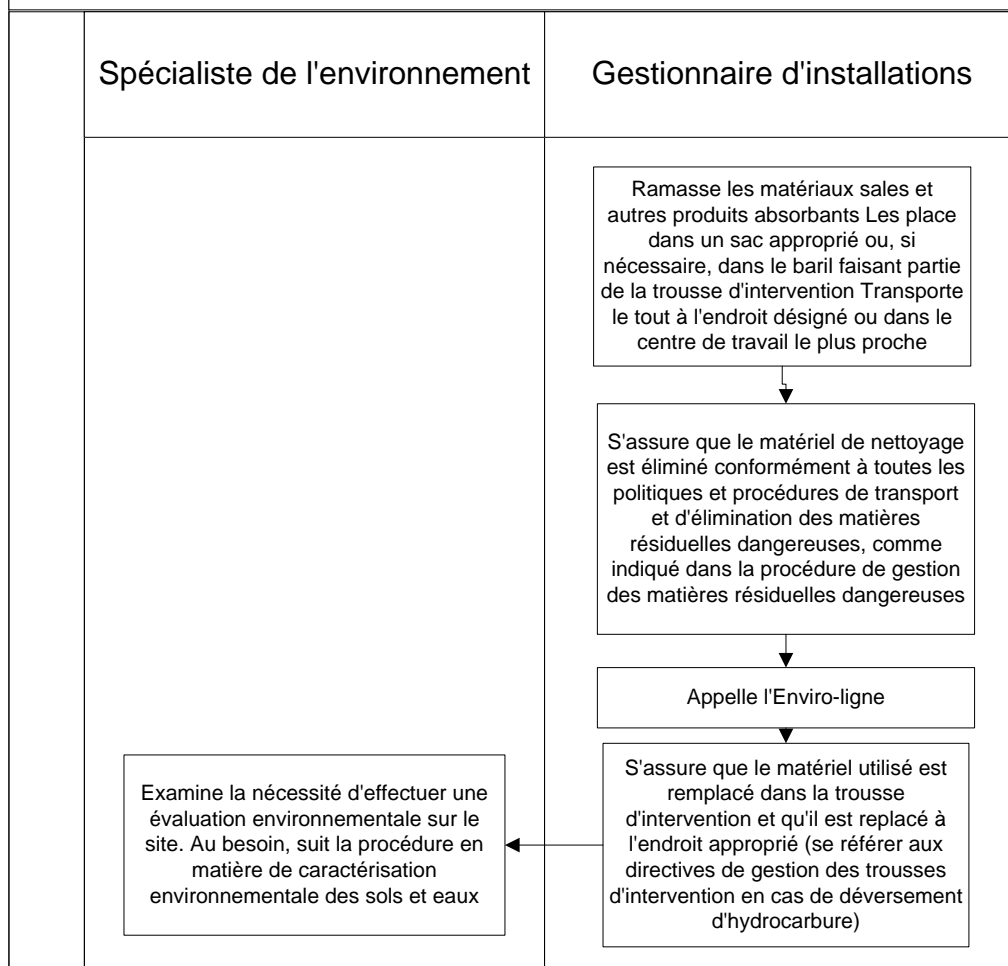 Spécialiste de l'environnement
Gestionnaire d'installations
Ramasse les matériaux sales et
autres produits absorbants Les place
dans un sac approprié ou, si
nécessaire, dans le baril faisant partie
de la trousse d'intervention Transporte
le tout à l'endroit désigné ou dans le
centre de travail le plus proche
S'assure que le matériel de nettoyage
est éliminé conformément à toutes les
politiques et procédures de transport
et d'élimination des matières
résiduelles dangereuses, comme
indiqué dans la procédure de gestion
des matières résiduelles dangereuses
Appelle l'Enviro-ligne
S'assure que le matériel utilisé est
remplacé dans la trousse
d'intervention et qu'il est replacé à
l'endroit approprié (se référer aux
directives de gestion des trousses
d'intervention en cas de déversement
d'hydrocarbure)
Examine la nécessité d'effectuer une
évaluation environnementale sur le
site. Au besoin, suit la procédure en
matière de caractérisation
environnementale des sols et eaux